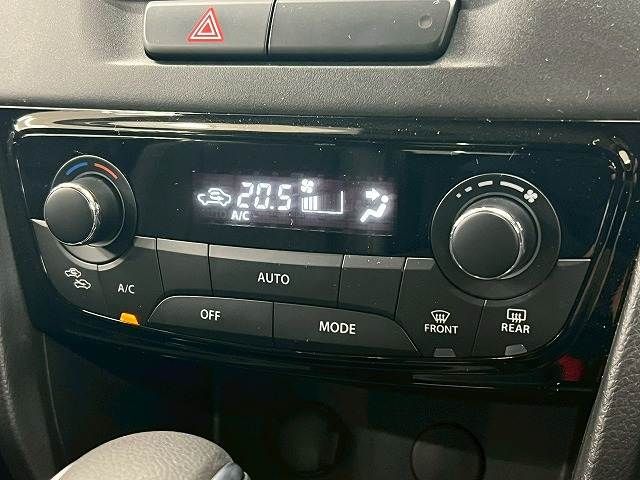 20.5
A/C
AUTO
A/C
OFF
MODE
FRONT
REAR